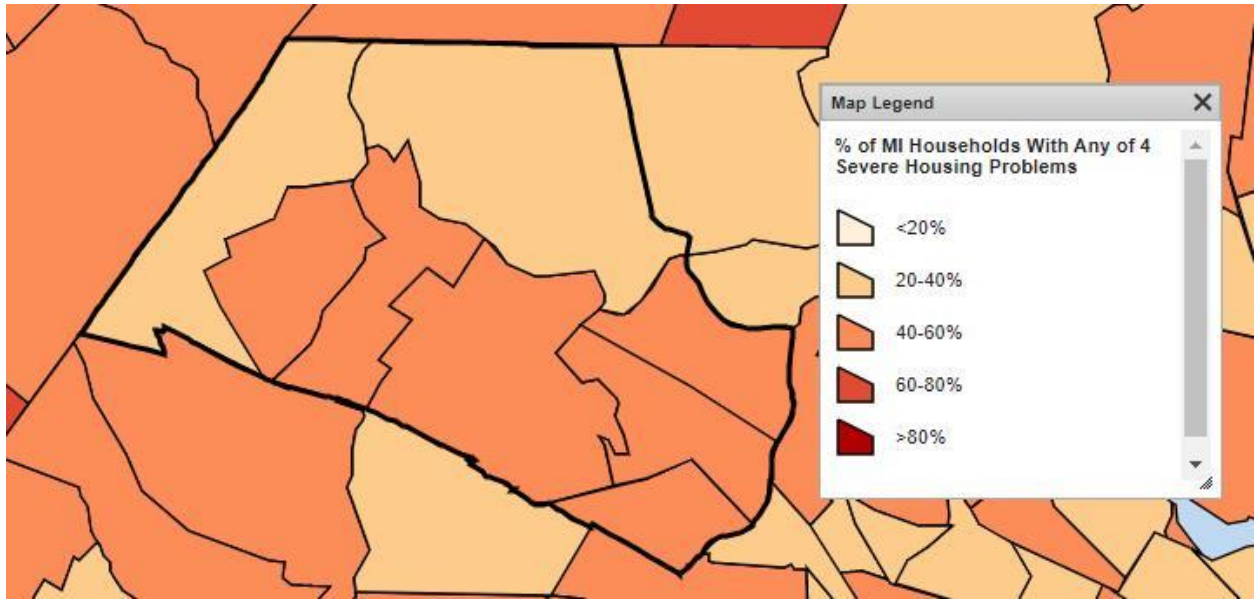 Map Legend
% of MI Households With Any of 4
Severe Housing Problems
<20%
20-40%
40-60%
60-80%
>80%